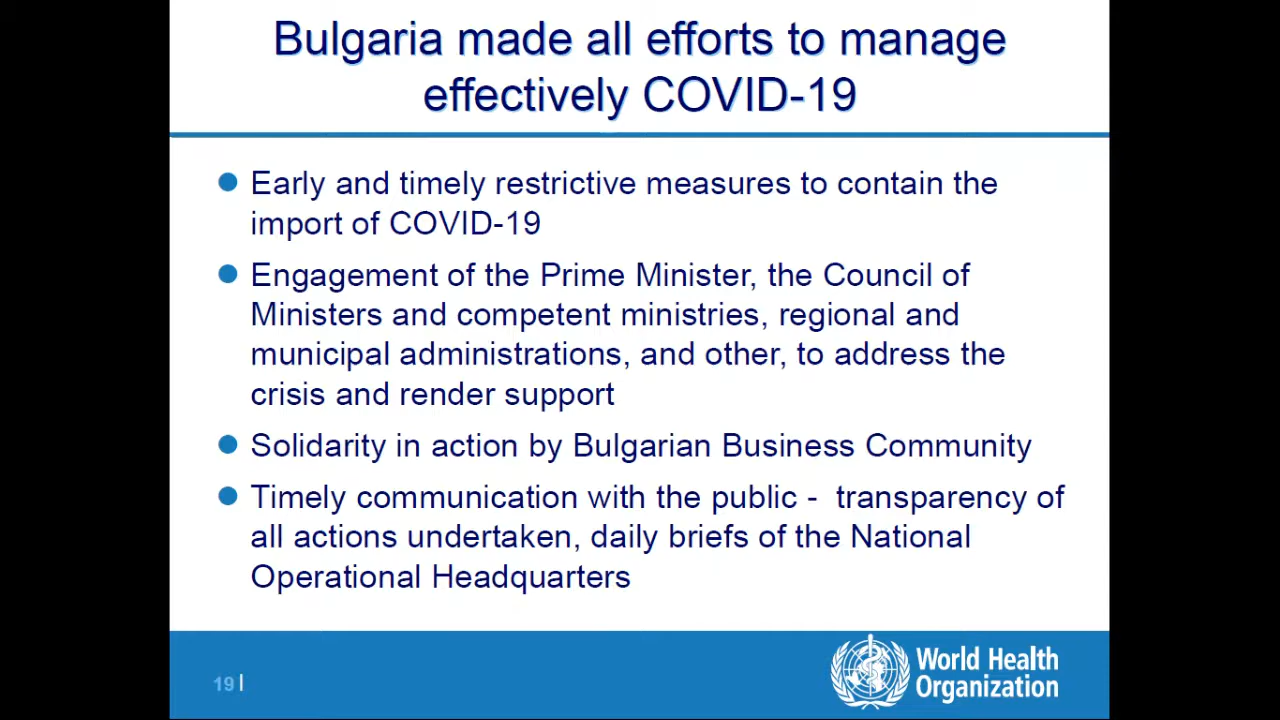 Bulgaria made all efforts to manage
effectively COVID-19
Early and timely restrictive measures to contain the
import of COVID-19
Engagement of the Prime Minister, the Council of
Ministers and competent ministries, regional and
municipal administrations, and other, to address the
crisis and render support
Solidarity in action by Bulgarian Business Community
Timely communication with the public -  transparency of
all actions undertaken, daily briefs of the National
Operational Headquarters
19 |
World Health
Organization